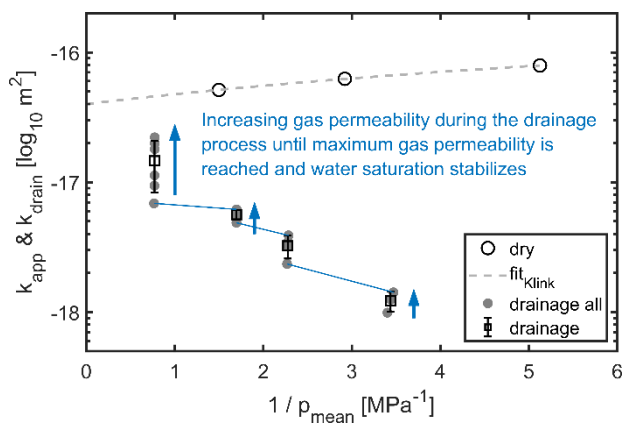 -16
-17
-18
k_app & k_drain [log10 m²]
Increasing gas permeability during the drainage
process until maximum gas permeability is
reached and water saturation stabilizes
dry
fit_Klink
drainage all
drainage
0 1 2 3 4 5 6
1 / p_mean [MPa⁻¹]